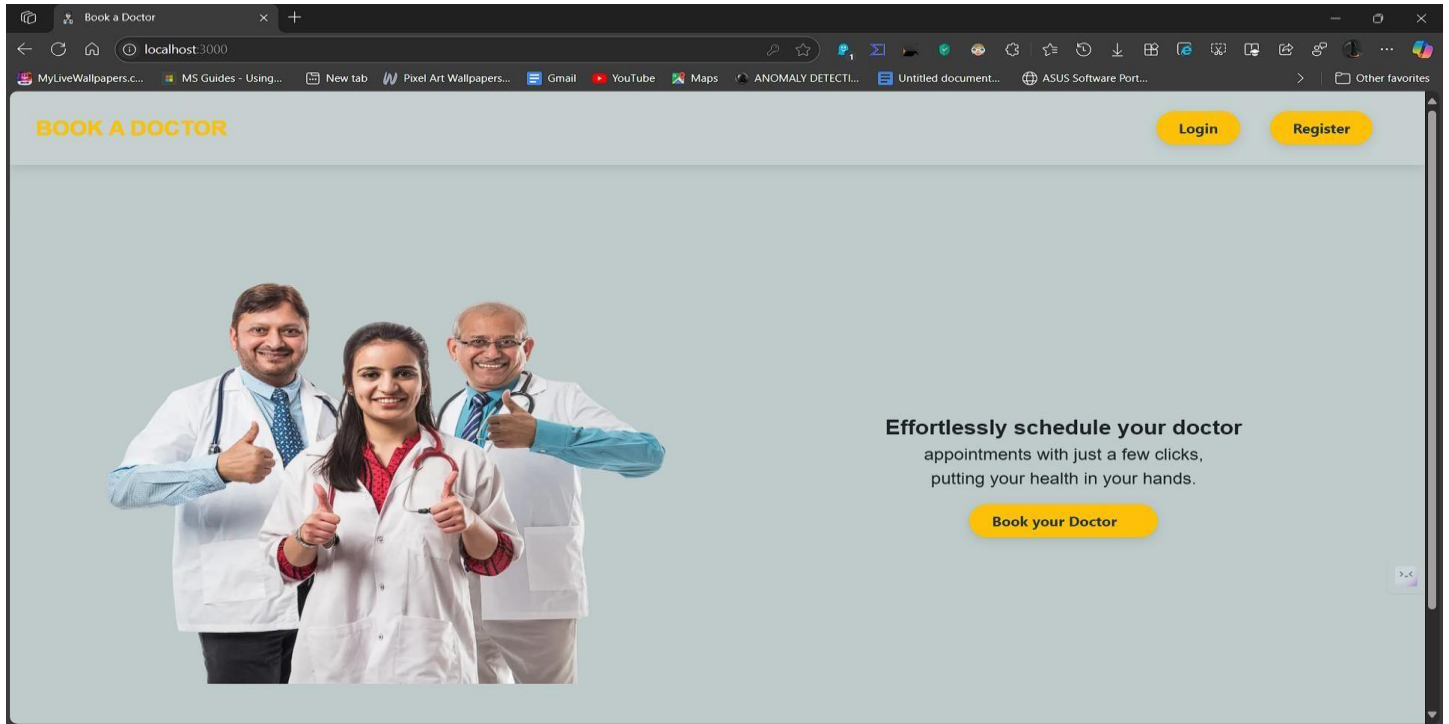 Book a Doctor
localhost:3000
1
MyLiveWallpapers.c... MS Guides - Using... New tab Pixel Art Wallpapers... Gmail YouTube Maps ANOMALY DETECTI... Untitled document... ASUS Software Port... Other favorites
BOOK A DOCTOR
Login Register
Effortlessly schedule your doctor
appointments with just a few clicks,
putting your health in your hands.
Book your Doctor